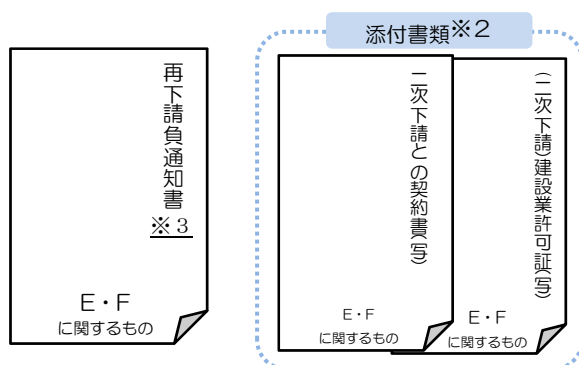 再下請負通知書
※３
E・F
に関するもの
添付書類※２
二次下請との契約書(写)
E・F
に関するもの
(二次下請)建設業許可証(写)
E・F
に関するもの